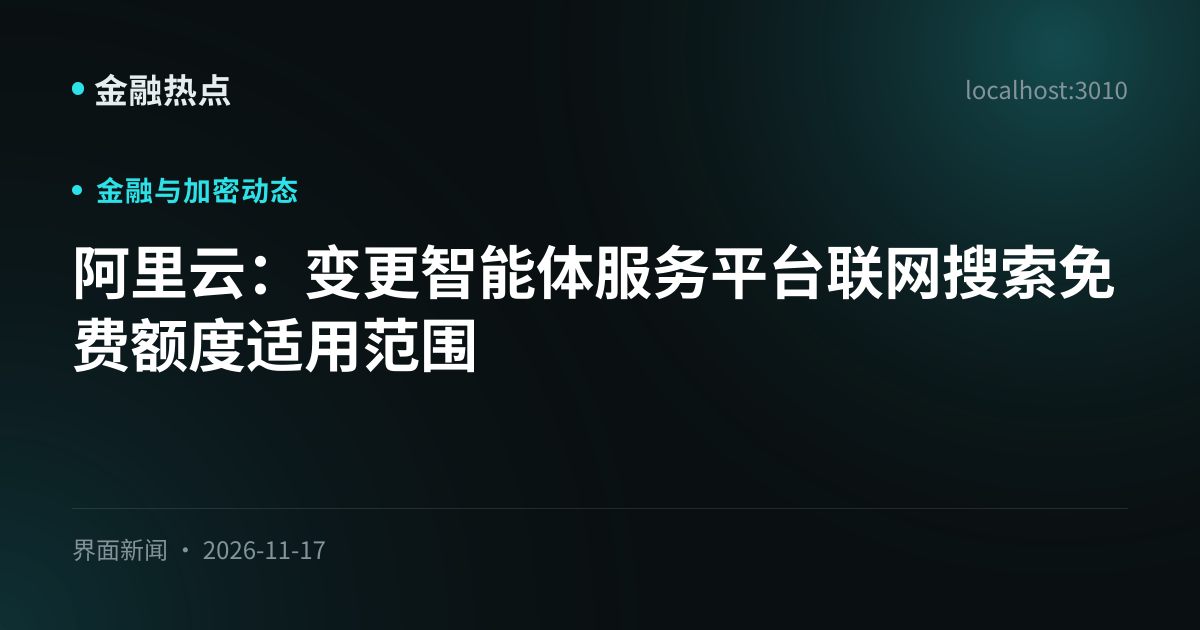 金融热点
localhost:3010
金融与加密动态
阿里云：变更智能体服务平台联网搜索免
费额度适用范围
界面新闻 · 2026-11-17